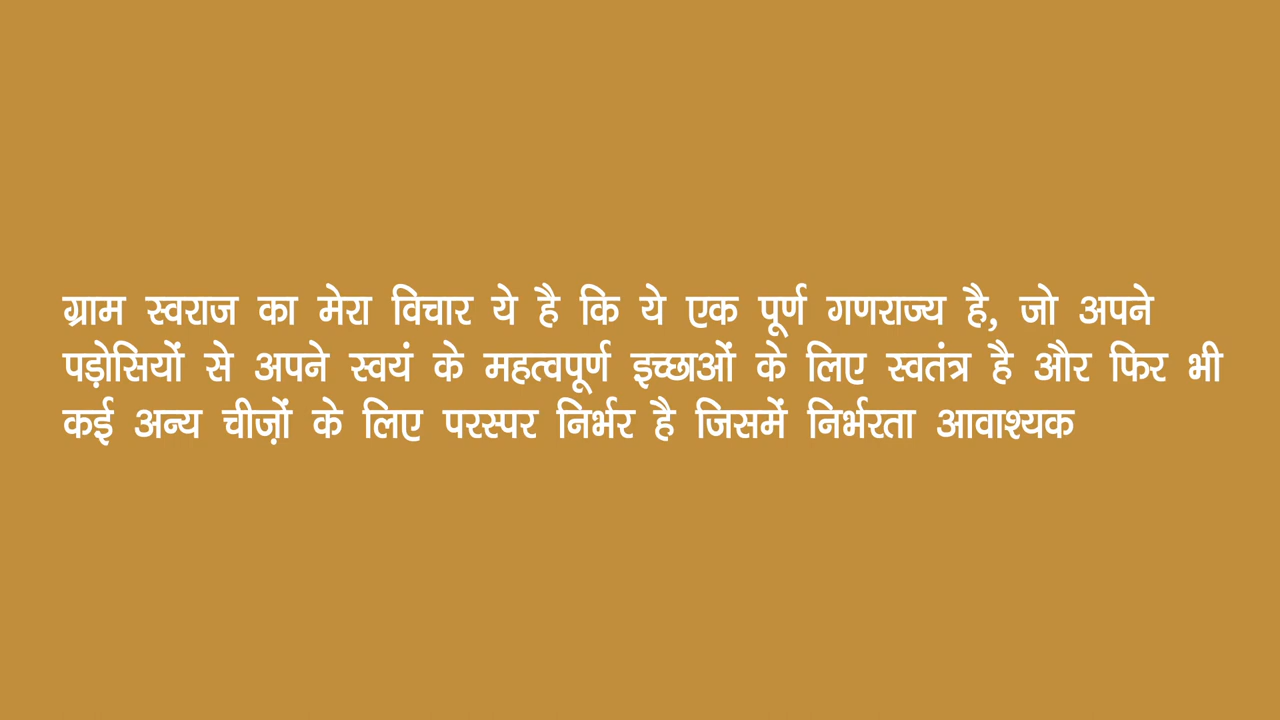 ग्राम स्वराज का मेरा विचार ये है कि ये एक पूर्ण गणराज्य है, जो अपने
पड़ोसियों से अपने स्वयं के महत्वपूर्ण इच्छाओं के लिए स्वतंत्र है और फिर भी
कई अन्य चीज़ों के लिए परस्पर निर्भर है जिसमें निर्भरता आवाश्यक